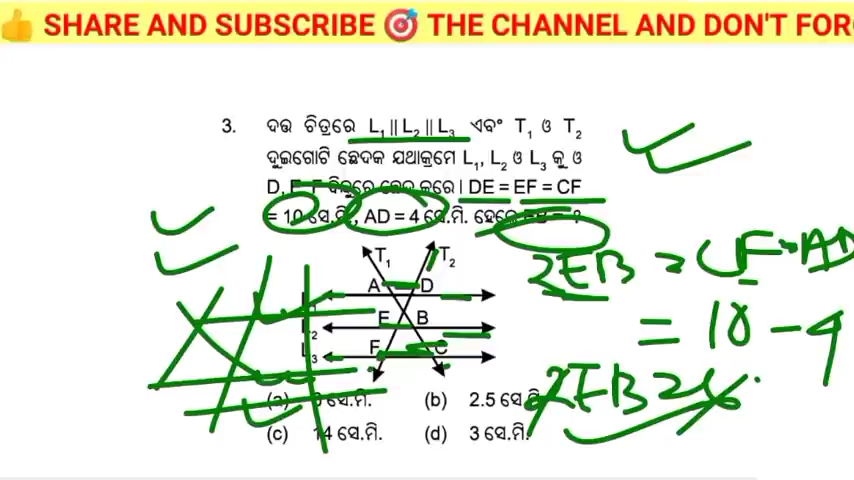 👍 SHARE AND SUBSCRIBE 🎯 THE CHANNEL AND DON'T FOR
3. ଦତ୍ତ ଚିତ୍ରରେ L₁ || L₂ || L₃ ଏବଂ T₁ ଓ T₂
ଦୁଇଗୋଟି ଛେଦକ ଯଥାକ୍ରମେ L₁, L₂ ଓ L₃ କୁ ଓ
D, E, F ବିନ୍ଦୁରେ ଛେଦ କରେ। DE = EF = CF
= 10 ସେ.ମି., AD = 4 ସେ.ମି. ହେଲେ EB = ?
2EB = CF - AD
= 10 - 4
2EB = 6
T₁ T₂
A D
L₂ E B
L₃ F C
(a) ସେ.ମି. (b) 2.5 ସେ.ମି.
(c) 14 ସେ.ମି. (d) 3 ସେ.ମି.